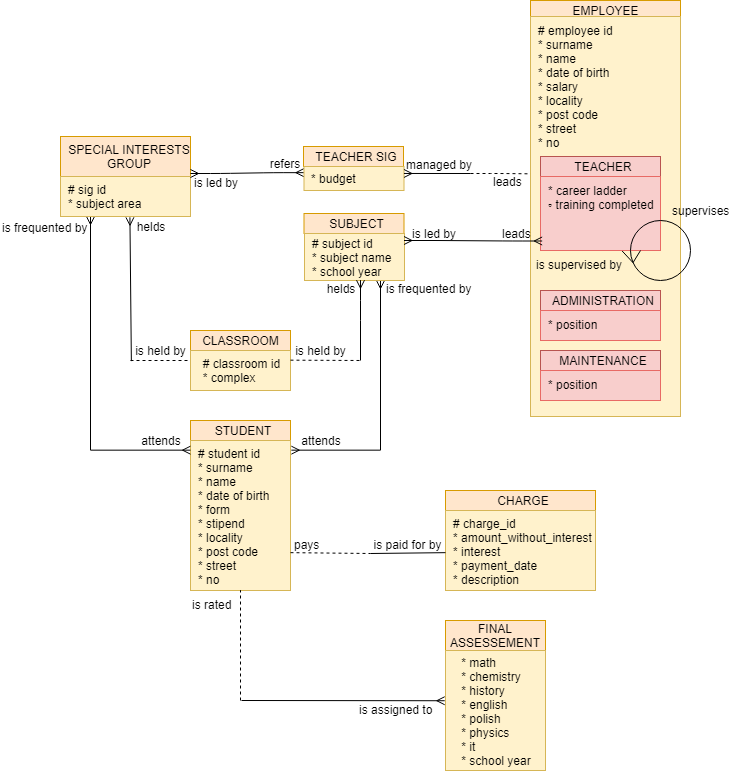 EMPLOYEE
# employee id
* surname
* name
* date of birth
* salary
* locality
* post code
* street
* no
TEACHER
* career ladder
∘ training completed
supervises
is supervised by
ADMINISTRATION
* position
MAINTENANCE
* position
SPECIAL INTERESTS
GROUP
# sig id
* subject area
refers
is led by
TEACHER SIG
* budget
managed by
leads
SUBJECT
# subject id
* subject name
* school year
is led by
leads
is frequented by
helds
helds
is frequented by
is held by
CLASSROOM
# classroom id
* complex
is held by
attends
STUDENT
# student id
* surname
* name
* date of birth
* form
* stipend
* locality
* post code
* street
* no
attends
pays
is paid for by
CHARGE
# charge_id
* amount_without_interest
* interest
* payment_date
* description
is rated
is assigned to
FINAL
ASSESSEMENT
* math
* chemistry
* history
* english
* polish
* physics
* it
* school year